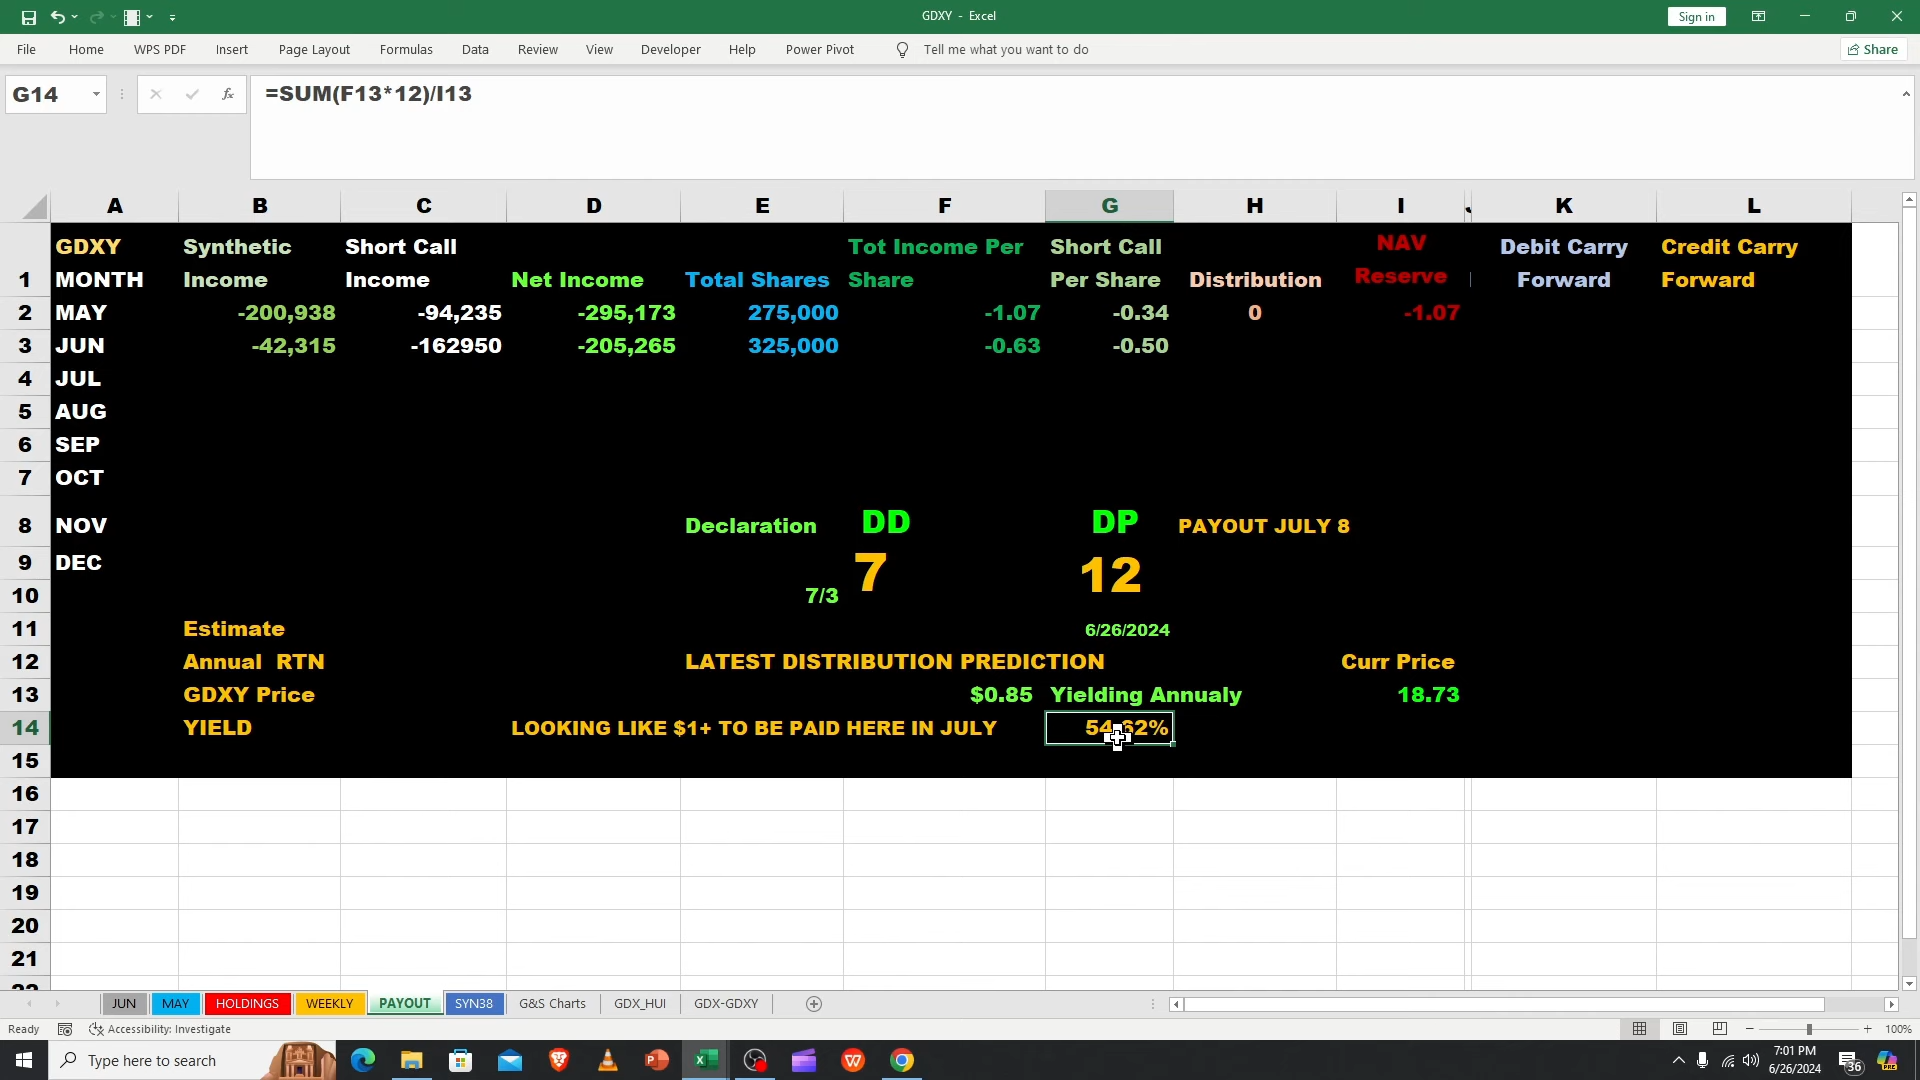 GDXY - Excel
Sign in
File Home WPS PDF Insert Page Layout Formulas Data Review View Developer Help Power Pivot Tell me what you want to do Share
G14 fx =SUM(F13*12)/I13
A B C D E F G H I J K L
GDXY Synthetic Short Call Tot Income Per Short Call NAV Debit Carry Credit Carry
1 MONTH Income Income Net Income Total Shares Share Per Share Distribution Reserve Forward Forward
2 MAY -200,938 -94,235 -295,173 275,000 -1.07 -0.34 0 -1.07
3 JUN -42,315 -162950 -205,265 325,000 -0.63 -0.50
4 JUL
5 AUG
6 SEP
7 OCT
8 NOV Declaration DD DP PAYOUT JULY 8
9 DEC 7 12
10 7/3
11 Estimate 6/26/2024
12 Annual RTN LATEST DISTRIBUTION PREDICTION Curr Price
13 GDXY Price $0.85 Yielding Annualy 18.73
14 YIELD LOOKING LIKE $1+ TO BE PAID HERE IN JULY 54.62%
15
16
17
18
19
20
21
JUN MAY HOLDINGS WEEKLY PAYOUT SYN38 G&S Charts GDX_HUI GDX-GDXY
Ready Accessibility: Investigate 100%
Type here to search 7:01 PM
6/26/2024 36